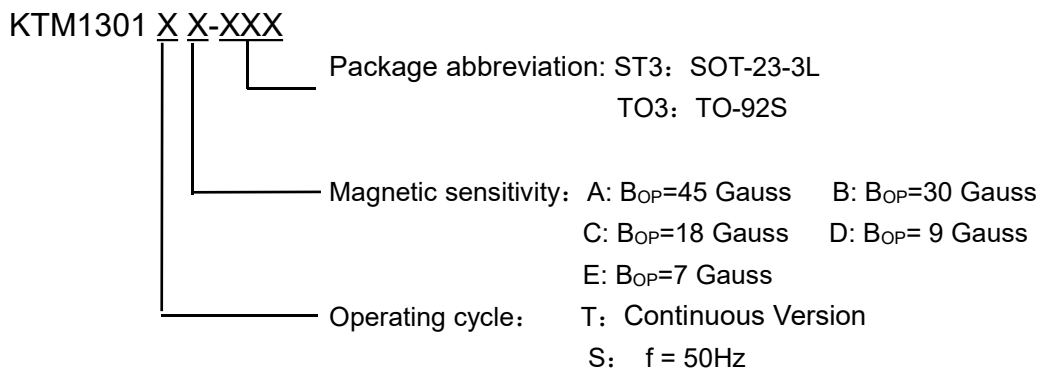 KTM1301 X X-XXX
Package abbreviation: ST3：SOT-23-3L
TO3：TO-92S
Magnetic sensitivity：A: BOP=45 Gauss B: BOP=30 Gauss
C: BOP=18 Gauss D: BOP= 9 Gauss
E: BOP=7 Gauss
Operating cycle： T：Continuous Version
S： f = 50Hz